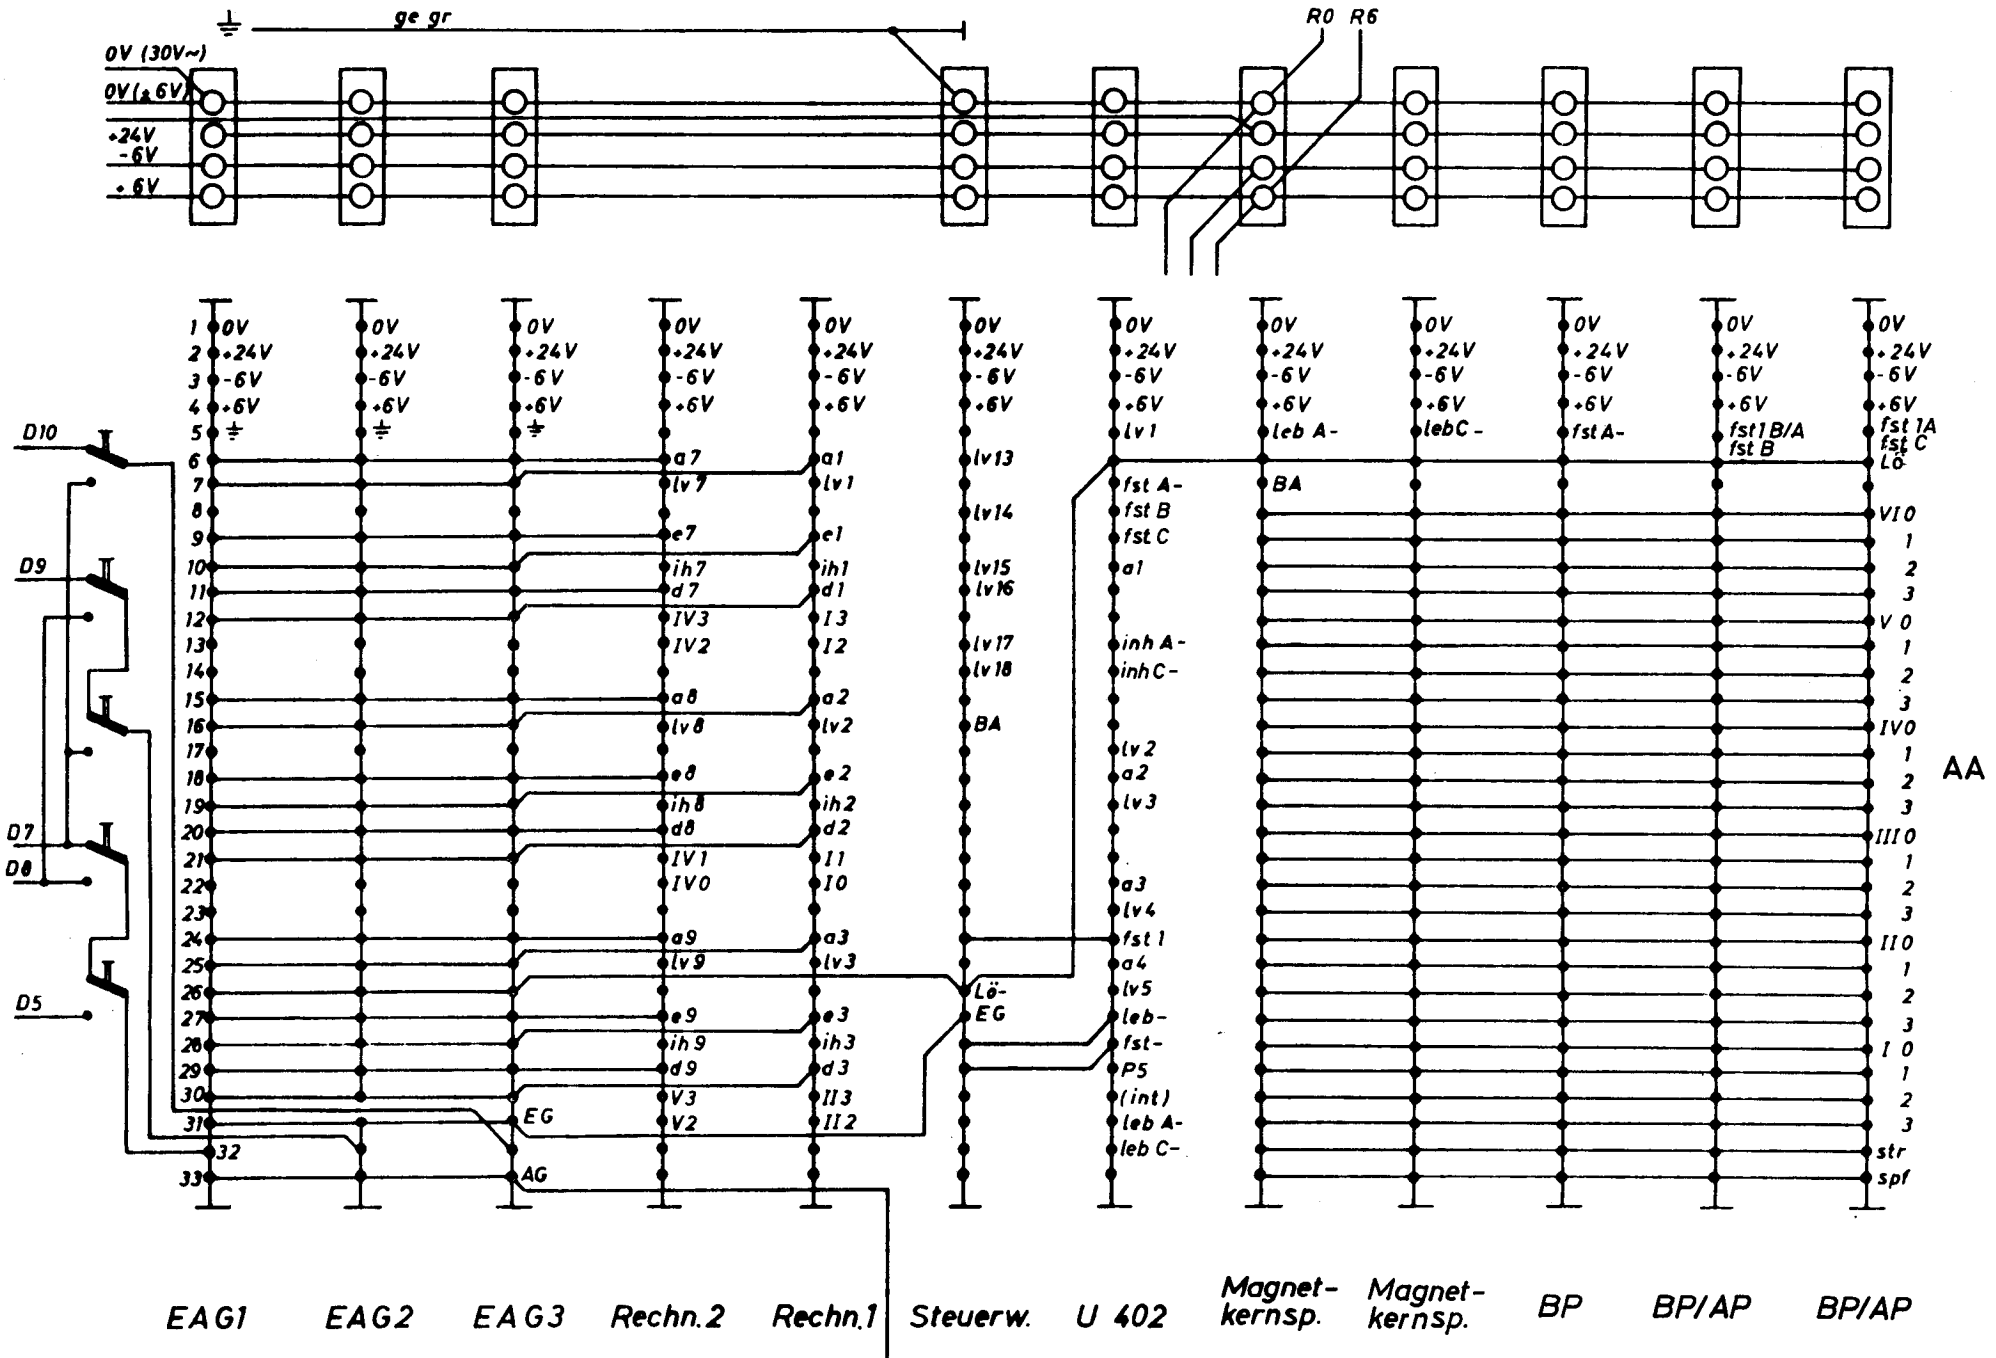 ge gr
R0 R6
0V (30V~)
0V (±6V)
+24V
-6V
+6V
1 0V 0V 0V 0V 0V 0V 0V 0V 0V 0V 0V 0V
2 +24V +24V +24V +24V +24V +24V +24V +24V +24V +24V +24V +24V
3 -6V -6V -6V -6V -6V -6V -6V -6V -6V -6V -6V -6V
4 +6V +6V +6V +6V +6V +6V +6V +6V +6V +6V +6V +6V
D10 5 lv1 leb A- leb C- fst A- fst1 B/A fst B fst 1A fst C
6 a7 a1 lv13 Lö
7 lv7 lv1 fst A- BA
8 lv14 fst B VI 0
9 e7 e1 fst C 1
D9 10 ih7 ih1 lv15 a1 2
11 d7 d1 lv16 3
12 IV3 I3 V 0
13 IV2 I2 lv17 inh A- 1
14 lv18 inh C- 2
15 a8 a2 3
16 lv8 lv2 BA IV0
17 lv2 1
AA
18 e8 e2 a2 2
19 ih8 ih2 lv3 3
D7 20 d8 d2 III 0
21 IV1 I1 1
D8 22 IV0 I0 a3 2
23 lv4 3
24 a9 a3 fst 1 II 0
25 lv9 lv3 a4 1
26 Lö- lv5 2
D5 27 e9 e3 EG leb- 3
28 ih9 ih3 fst- I 0
29 d9 d3 P5 1
30 V3 II3 (int) 2
31 EG V2 II2 leb A- 3
32 leb C- str
33 AG spf
EAG1 EAG2 EAG3 Rechn.2 Rechn.1 Steuerw. U 402 Magnet- Magnet- BP BP/AP BP/AP
kernsp. kernsp.